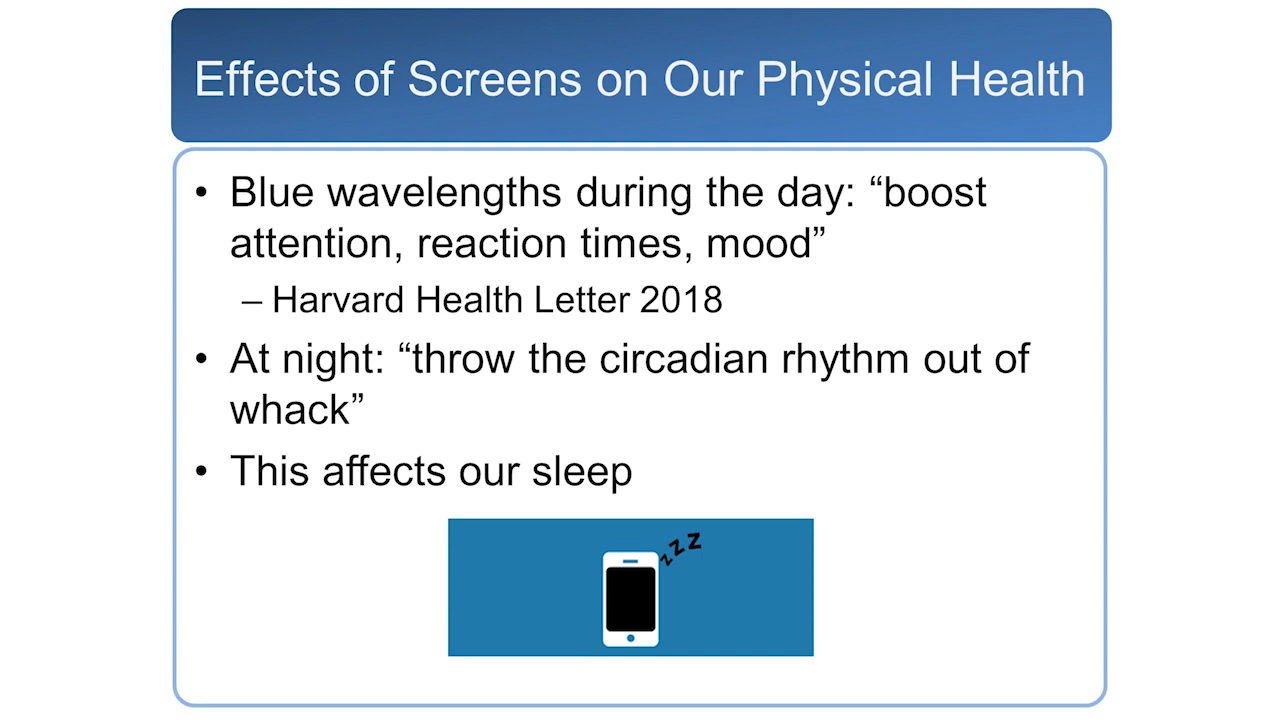 Effects of Screens on Our Physical Health
• Blue wavelengths during the day: “boost
attention, reaction times, mood”
– Harvard Health Letter 2018
• At night: “throw the circadian rhythm out of
whack”
• This affects our sleep
zzz